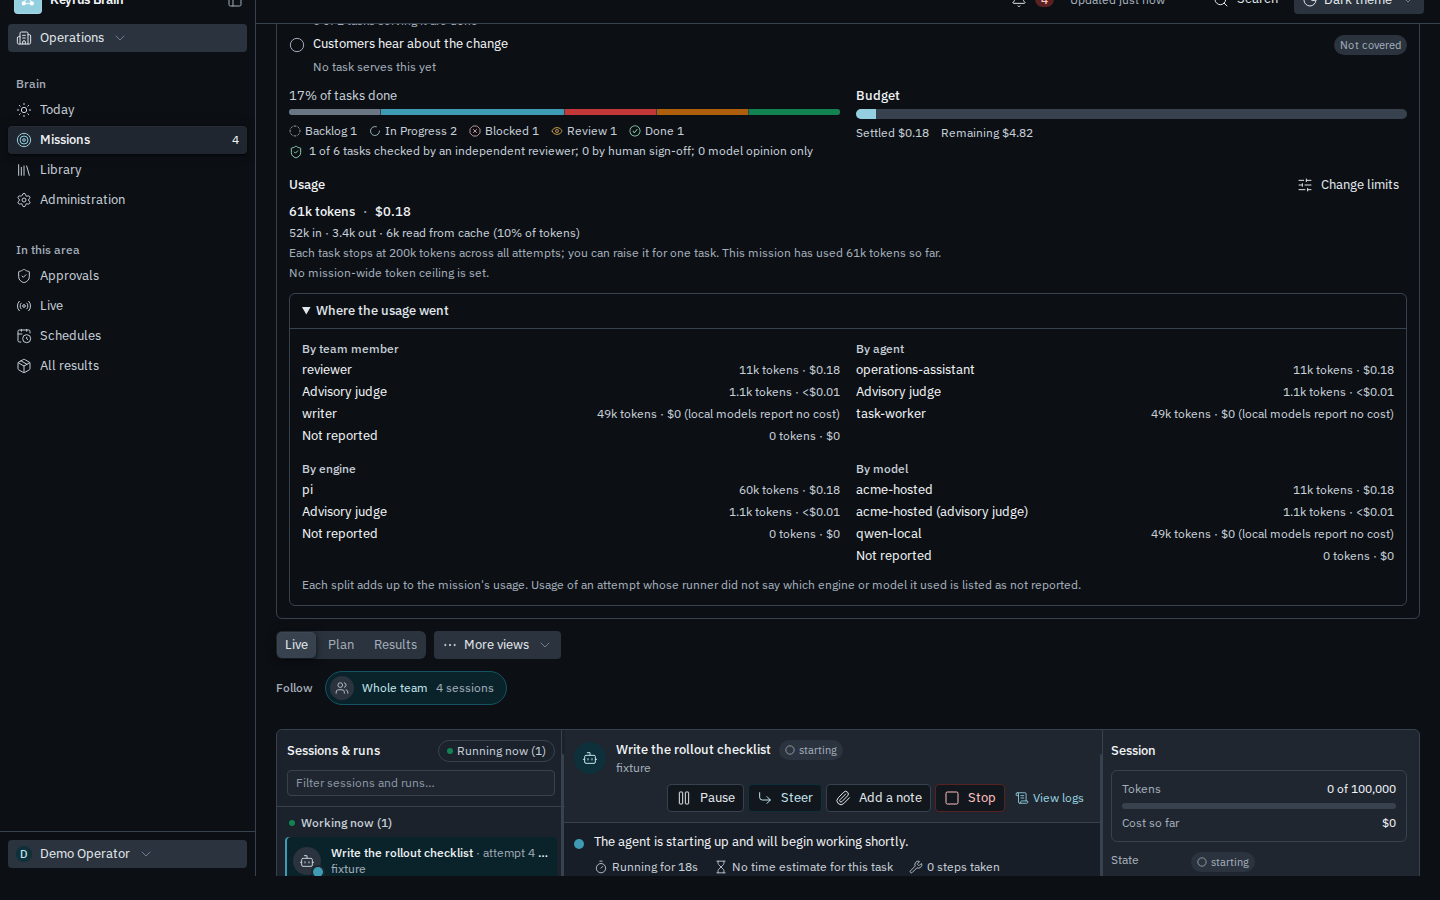 Keyfus Brain
4
Updated just now
Search
Dark theme
Operations
Brain
Today
Missions 4
Library
Administration
In this area
Approvals
Live
Schedules
All results
D Demo Operator
Customers hear about the change
Not covered
No task serves this yet
17% of tasks done
Backlog 1 In Progress 2 Blocked 1 Review 1 Done 1
1 of 6 tasks checked by an independent reviewer; 0 by human sign-off; 0 model opinion only
Budget
Settled $0.18 Remaining $4.82
Usage
Change limits
61k tokens · $0.18
52k in · 3.4k out · 6k read from cache (10% of tokens)
Each task stops at 200k tokens across all attempts; you can raise it for one task. This mission has used 61k tokens so far.
No mission-wide token ceiling is set.
▼ Where the usage went
By team member
reviewer 11k tokens · $0.18
Advisory judge 1.1k tokens · <$0.01
writer 49k tokens · $0 (local models report no cost)
Not reported 0 tokens · $0
By agent
operations-assistant 11k tokens · $0.18
Advisory judge 1.1k tokens · <$0.01
task-worker 49k tokens · $0 (local models report no cost)
By engine
pi 60k tokens · $0.18
Advisory judge 1.1k tokens · <$0.01
Not reported 0 tokens · $0
By model
acme-hosted 11k tokens · $0.18
acme-hosted (advisory judge) 1.1k tokens · <$0.01
qwen-local 49k tokens · $0 (local models report no cost)
Not reported 0 tokens · $0
Each split adds up to the mission's usage. Usage of an attempt whose runner did not say which engine or model it used is listed as not reported.
Live Plan Results ··· More views
Follow Whole team 4 sessions
Sessions & runs Running now (1)
Filter sessions and runs...
Working now (1)
Write the rollout checklist · attempt 4 ...
fixture
Write the rollout checklist starting
fixture
Pause Steer Add a note Stop View logs
The agent is starting up and will begin working shortly.
Running for 18s No time estimate for this task 0 steps taken
Session
Tokens 0 of 100,000
Cost so far $0
State starting